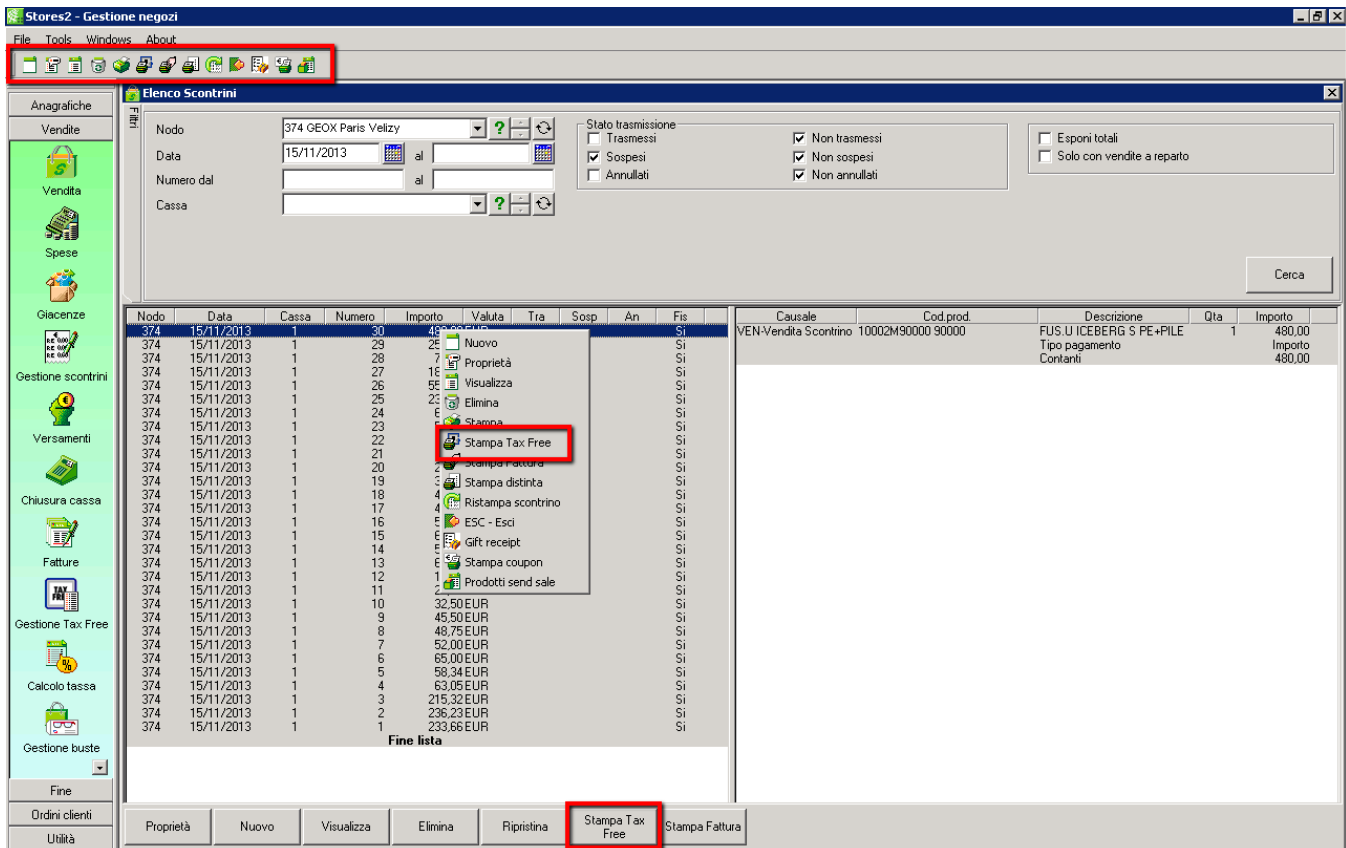 Stores2 - Gestione negozi
File Tools Windows About
Anagrafiche
Vendite
Vendita
Spese
Giacenze
Gestione scontrini
Versamenti
Chiusura cassa
Fatture
TAX
Gestione Tax Free
Calcolo tassa
Gestione buste
Fine
Ordini clienti
Utilità
Elenco Scontrini
Filtri
Nodo 374 GEOX Paris Velizy
Data 15/11/2013 al
Numero dal al
Cassa
Stato trasmissione
Trasmessi Non trasmessi
Sospesi Non sospesi
Annullati Non annullati
Esponi totali
Solo con vendite a reparto
Cerca
Nodo Data Cassa Numero Importo Valuta Tra Sosp An Fis
374 15/11/2013 1 30 Si
374 15/11/2013 1 29 Si
374 15/11/2013 1 28 Si
374 15/11/2013 1 27 Si
374 15/11/2013 1 26 Si
374 15/11/2013 1 25 Si
374 15/11/2013 1 24 Si
374 15/11/2013 1 23 Si
374 15/11/2013 1 22 Si
374 15/11/2013 1 21 Si
374 15/11/2013 1 20 Si
374 15/11/2013 1 19 Si
374 15/11/2013 1 18 Si
374 15/11/2013 1 17 Si
374 15/11/2013 1 16 Si
374 15/11/2013 1 15 Si
374 15/11/2013 1 14 Si
374 15/11/2013 1 13 Si
374 15/11/2013 1 12 Si
374 15/11/2013 1 11 Si
374 15/11/2013 1 10 32,50 EUR Si
374 15/11/2013 1 9 45,50 EUR Si
374 15/11/2013 1 8 48,75 EUR Si
374 15/11/2013 1 7 52,00 EUR Si
374 15/11/2013 1 6 65,00 EUR Si
374 15/11/2013 1 5 58,34 EUR Si
374 15/11/2013 1 4 63,05 EUR Si
374 15/11/2013 1 3 215,32 EUR Si
374 15/11/2013 1 2 236,23 EUR Si
374 15/11/2013 1 1 233,66 EUR Si
Fine lista
Nuovo
Proprietà
Visualizza
Elimina
Stampa
Stampa Tax Free
Stampa Fattura
Stampa distinta
Ristampa scontrino
ESC - Esci
Gift receipt
Stampa coupon
Prodotti send sale
Causale Cod.prod. Descrizione Qta Importo
VEN-Vendita Scontrino 10002M90000 90000 FUS.U ICEBERG S PE+PILE 1 480,00
Tipo pagamento Importo
Contanti 480,00
Proprietà Nuovo Visualizza Elimina Ripristina Stampa Tax Free Stampa Fattura